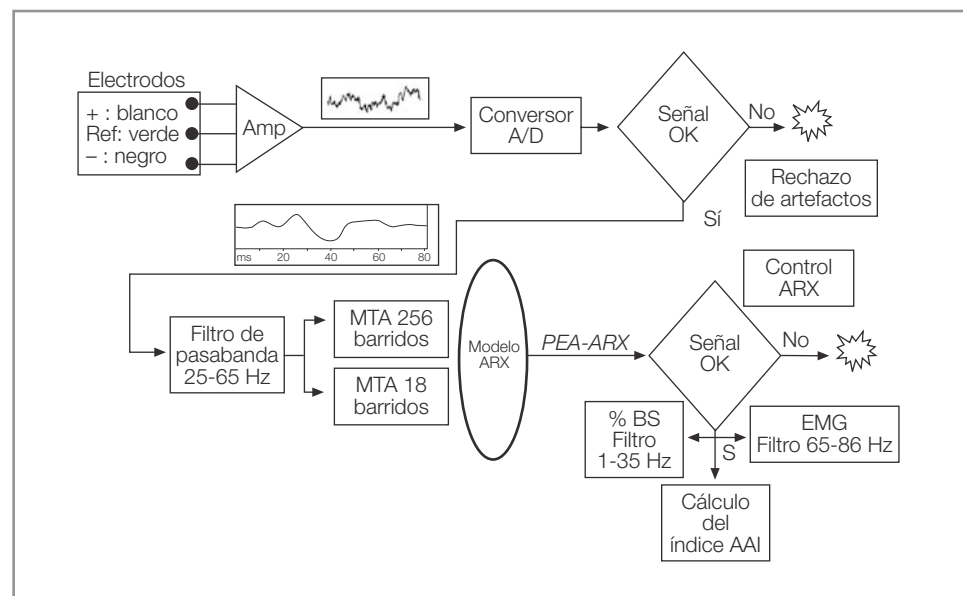 Electrodos
+ : blanco
Ref: verde
– : negro
Amp
Conversor
A/D
Señal
OK
No
Rechazo
de artefactos
Sí
ms 20 40 60 80
Control
ARX
Filtro de
pasabanda
25-65 Hz
MTA 256
barridos
MTA 18
barridos
Modelo
ARX
PEA-ARX
Señal
OK
No
% BS
Filtro
1-35 Hz
S
EMG
Filtro 65-86 Hz
Cálculo
del
índice AAI